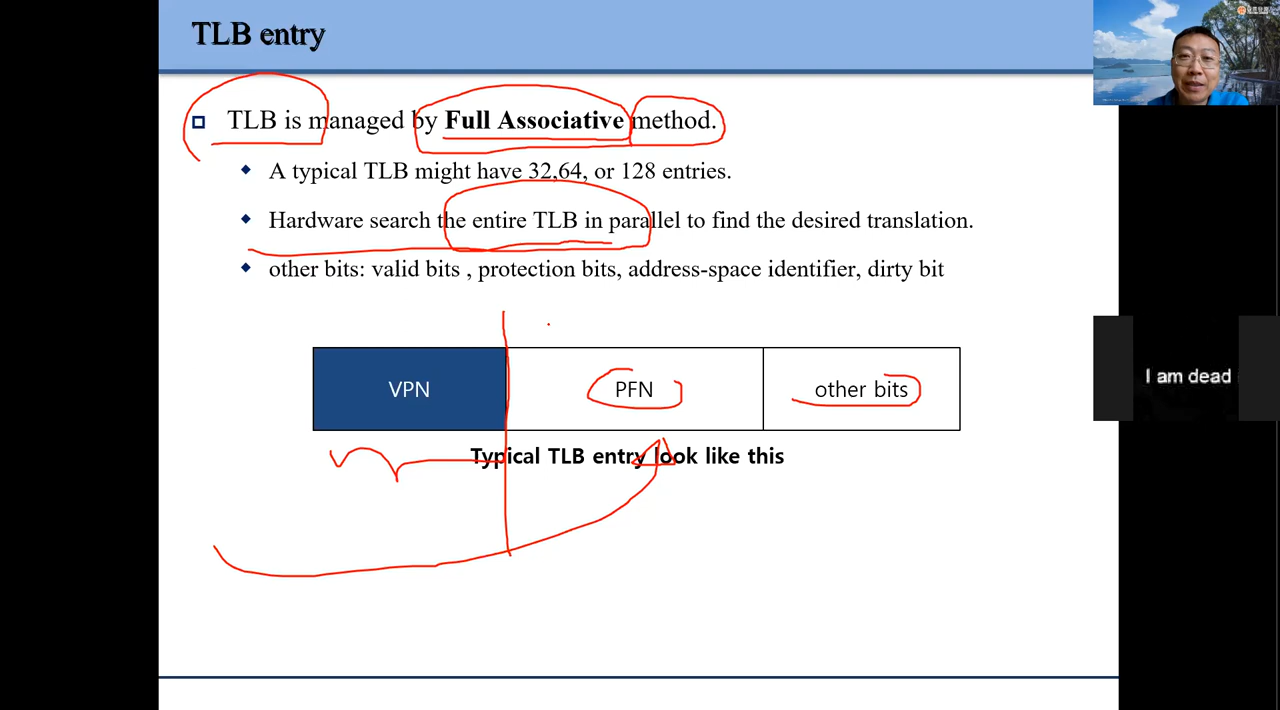 TLB entry
TLB is managed by Full Associative method.
A typical TLB might have 32,64, or 128 entries.
Hardware search the entire TLB in parallel to find the desired translation.
other bits: valid bits , protection bits, address-space identifier, dirty bit
VPN PFN other bits
Typical TLB entry look like this
I am dead